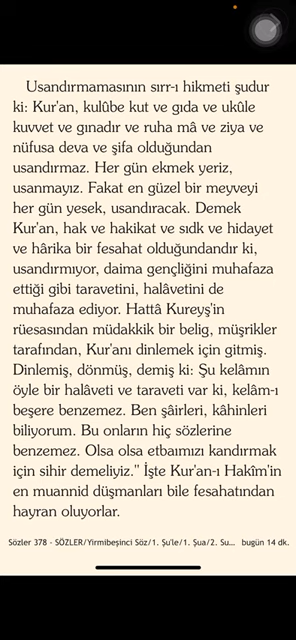 Usandırmamasının sırr-ı hikmeti şudur
ki: Kur'an, kulûbe kut ve gıda ve ukûle
kuvvet ve gınadır ve ruha mâ ve ziya ve
nüfusa deva ve şifa olduğundan
usandırmaz. Her gün ekmek yeriz,
usanmayız. Fakat en güzel bir meyveyi
her gün yesek, usandıracak. Demek
Kur'an, hak ve hakikat ve sıdk ve hidayet
ve hârika bir fesahat olduğundandır ki,
usandırmıyor, daima gençliğini muhafaza
ettiği gibi taravetini, halâvetini de
muhafaza ediyor. Hattâ Kureyş'in
rüesasından müdakkik bir belig, müşrikler
tarafından, Kur'anı dinlemek için gitmiş.
Dinlemiş, dönmüş, demiş ki: Şu kelâmın
öyle bir halâveti ve taraveti var ki, kelâm-ı
beşere benzemez. Ben şâirleri, kâhinleri
biliyorum. Bu onların hiç sözlerine
benzemez. Olsa olsa etbaımızı kandırmak
için sihir demeliyiz." İşte Kur'an-ı Hakîm'in
en muannid düşmanları bile fesahatından
hayran oluyorlar.
Sözler 378 - SÖZLER/Yirmibeşinci Söz/1. Şu'le/1. Şua/2. Su... bugün 14 dk.